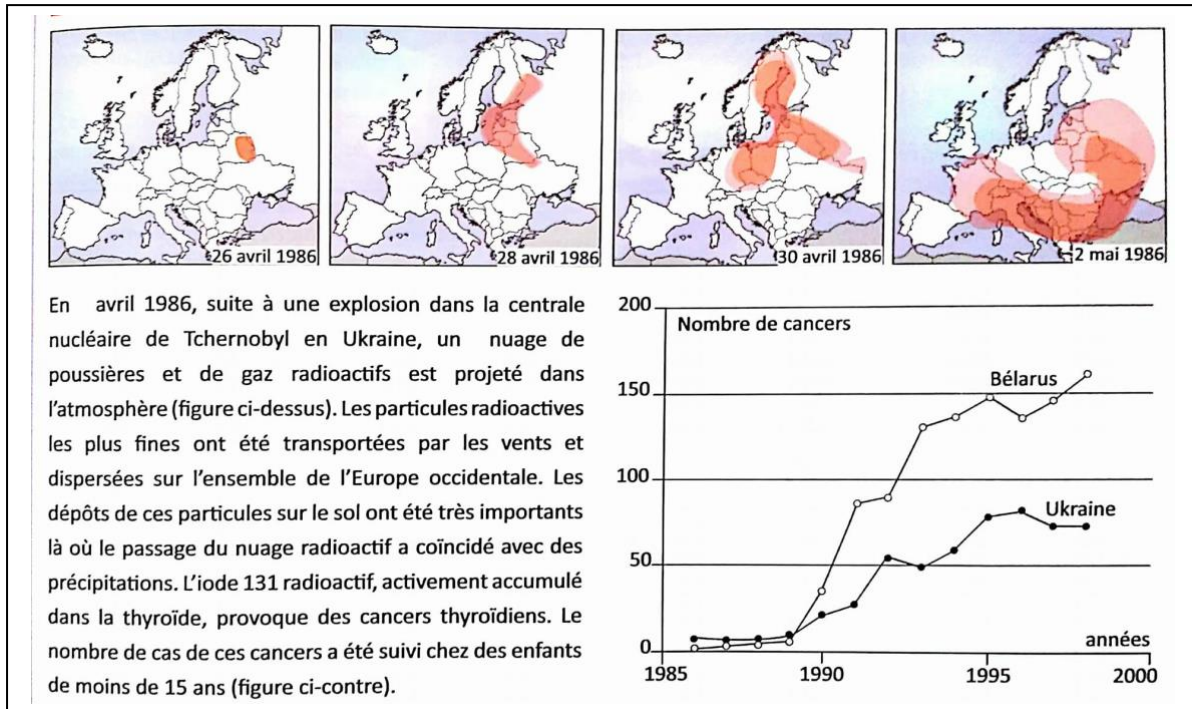 26 avril 1986
28 avril 1986
30 avril 1986
2 mai 1986
En avril 1986, suite à une explosion dans la centrale
nucléaire de Tchernobyl en Ukraine, un nuage de
poussières et de gaz radioactifs est projeté dans
l’atmosphère (figure ci-dessus). Les particules radioactives
les plus fines ont été transportées par les vents et
dispersées sur l’ensemble de l’Europe occidentale. Les
dépôts de ces particules sur le sol ont été très importants
là où le passage du nuage radioactif a coïncidé avec des
précipitations. L’iode 131 radioactif, activement accumulé
dans la thyroïde, provoque des cancers thyroïdiens. Le
nombre de cas de ces cancers a été suivi chez des enfants
de moins de 15 ans (figure ci-contre).
200
Nombre de cancers
150
Bélarus
100
Ukraine
50
années
0
1985
1990
1995
2000